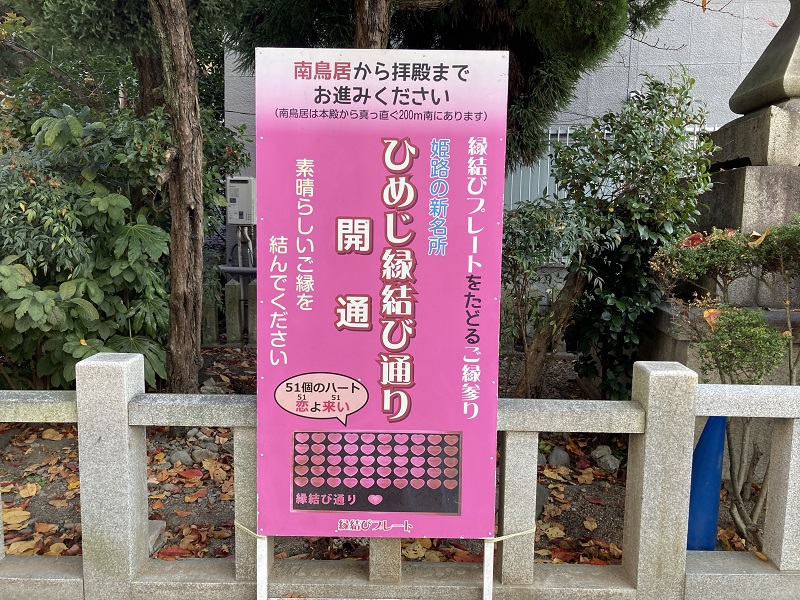 南鳥居から拝殿まで
お進みください
(南鳥居は本殿から真っ直ぐ200m南にあります)
縁結びプレートをたどるご縁参り
姫路の新名所
ひめじ縁結び通り
開通
素晴らしいご縁を
結んでください
51個のハート
51 51
恋よ来い
縁結び通り
縁結びプレート